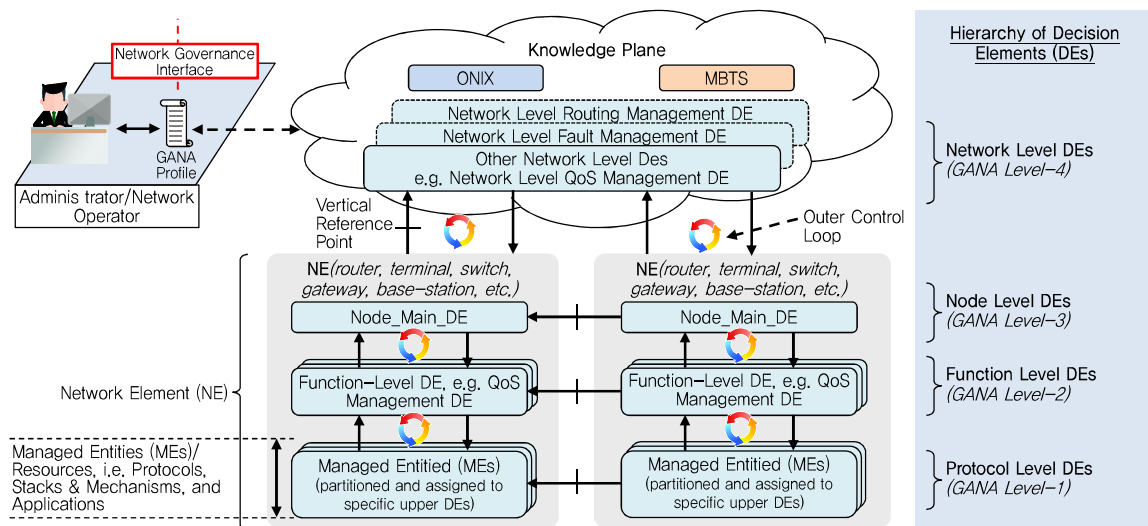 Network Governance
Interface
GANA
Profile
Adminis trator/Network
Operator
Knowledge Plane
ONIX
MBTS
Network Level Routing Management DE
Network Level Fault Management DE
Other Network Level Des
e.g. Network Level QoS Management DE
Vertical
Reference
Point
Outer Control
Loop
NE(router, terminal, switch,
gateway, base-station, etc.)
Node_Main_DE
Function-Level DE, e.g. QoS
Management DE
Managed Entitied (MEs)
(partitioned and assigned to
specific upper DEs)
NE(router, terminal, switch,
gateway, base-station, etc.)
Node_Main_DE
Function-Level DE, e.g. QoS
Management DE
Managed Entitied (MEs)
(partitioned and assigned to
specific upper DEs)
Network Element (NE)
Managed Entities (MEs)/
Resources, i.e. Protocols,
Stacks & Mechanisms, and
Applications
Hierarchy of Decision
Elements (DEs)
Network Level DEs
(GANA Level-4)
Node Level DEs
(GANA Level-3)
Function Level DEs
(GANA Level-2)
Protocol Level DEs
(GANA Level-1)